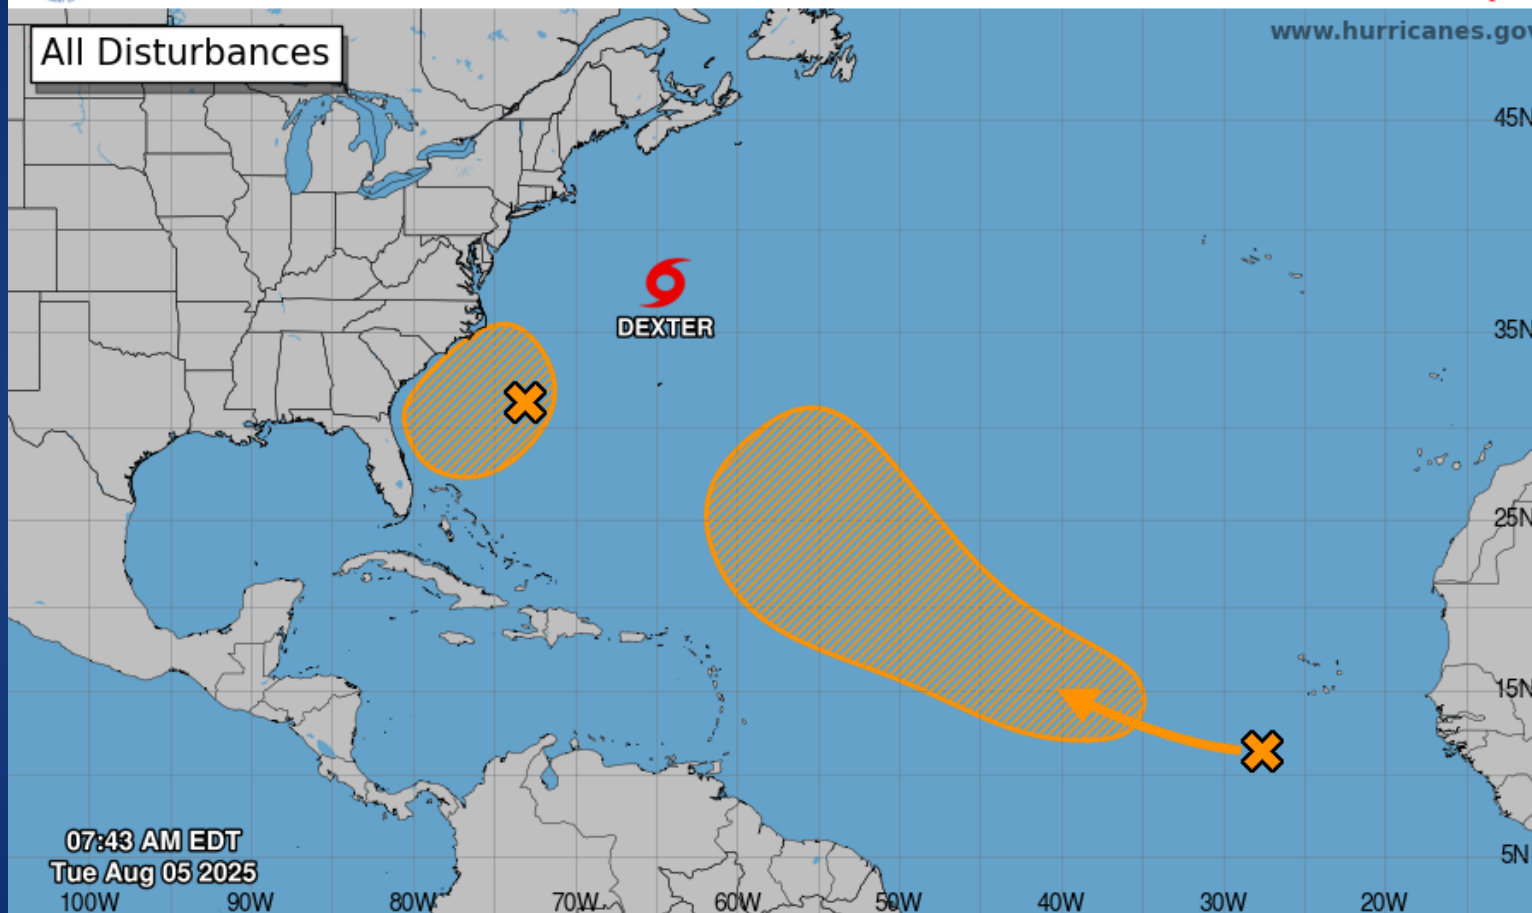 All Disturbances
www.hurricanes.gov
45N
DEXTER
35N
25N
15N
07:43 AM EDT
Tue Aug 05 2025
5N
100W 90W 80W 70W 60W 50W 40W 30W 20W